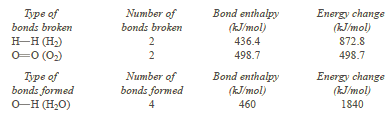 Type of Number of Bond enthalpy Energy change
bonds broken bonds broken (kJ/mol) (kJ/mol)
H—H (H₂) 2 436.4 872.8
O═O (O₂) 2 498.7 498.7
Type of Number of Bond enthalpy Energy change
bonds formed bonds formed (kJ/mol) (kJ/mol)
O—H (H₂O) 4 460 1840